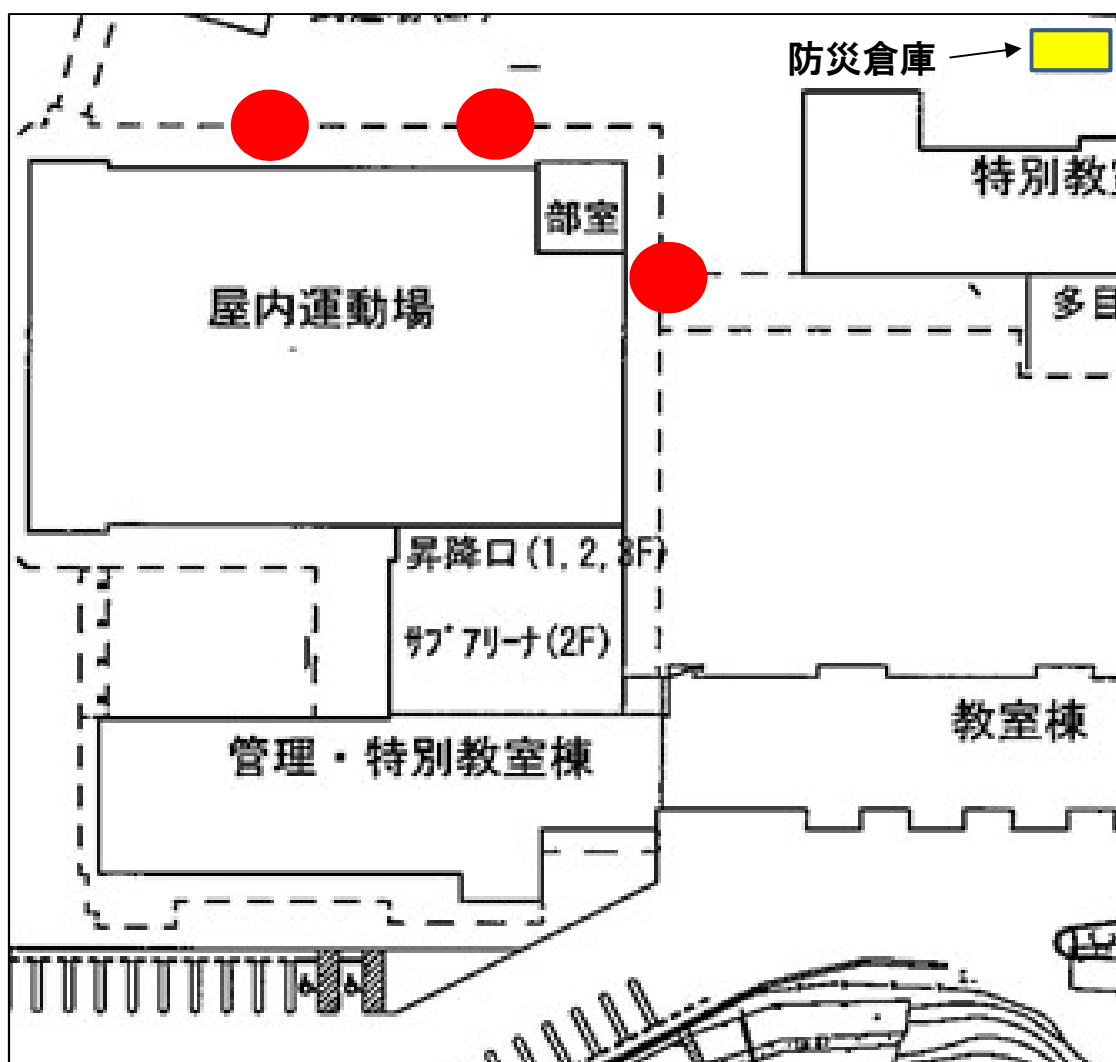 防災倉庫
特別教
部室
屋内運動場
多目
昇降口(1,2,3F)
サブアリーナ(2F)
教室棟
管理・特別教室棟